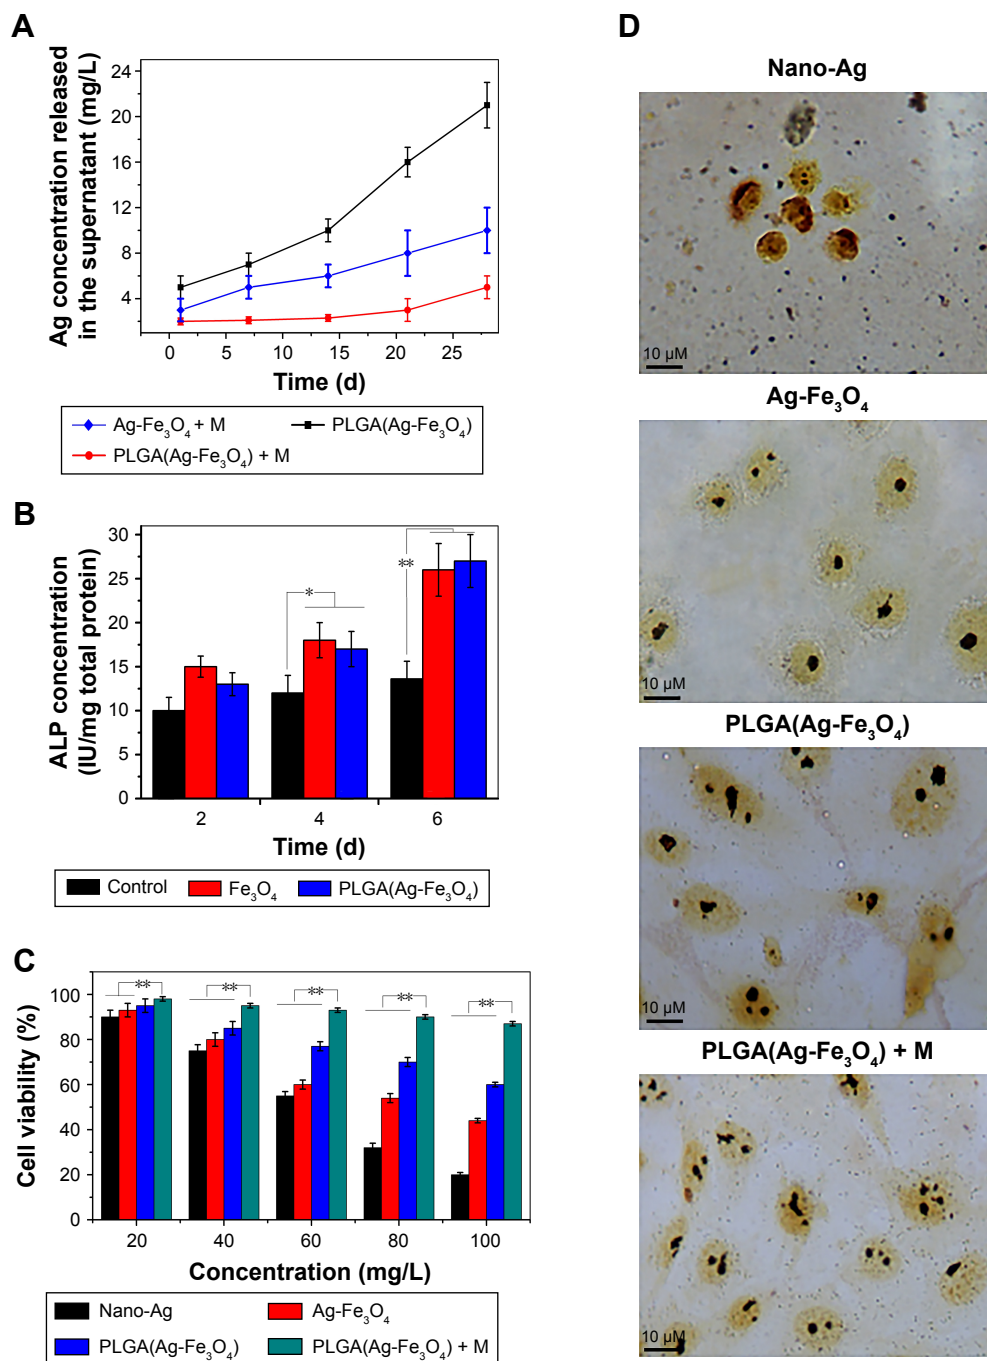 A
Ag concentration released
in the supernatant (mg/L)
24
20
16
12
8
4
0
5
10
15
20
25
Time (d)
Ag-Fe₃O₄ + M
PLGA(Ag-Fe₃O₄)
PLGA(Ag-Fe₃O₄) + M
B
ALP concentration
(IU/mg total protein)
30
25
20
15
10
5
0
*
**
2
4
6
Time (d)
Control
Fe₃O₄
PLGA(Ag-Fe₃O₄)
C
Cell viability (%)
100
80
60
40
20
0
**
**
**
**
**
20
40
60
80
100
Concentration (mg/L)
Nano-Ag
Ag-Fe₃O₄
PLGA(Ag-Fe₃O₄)
PLGA(Ag-Fe₃O₄) + M
D
Nano-Ag
10 µM
Ag-Fe₃O₄
10 µM
PLGA(Ag-Fe₃O₄)
10 µM
PLGA(Ag-Fe₃O₄) + M
10 µM